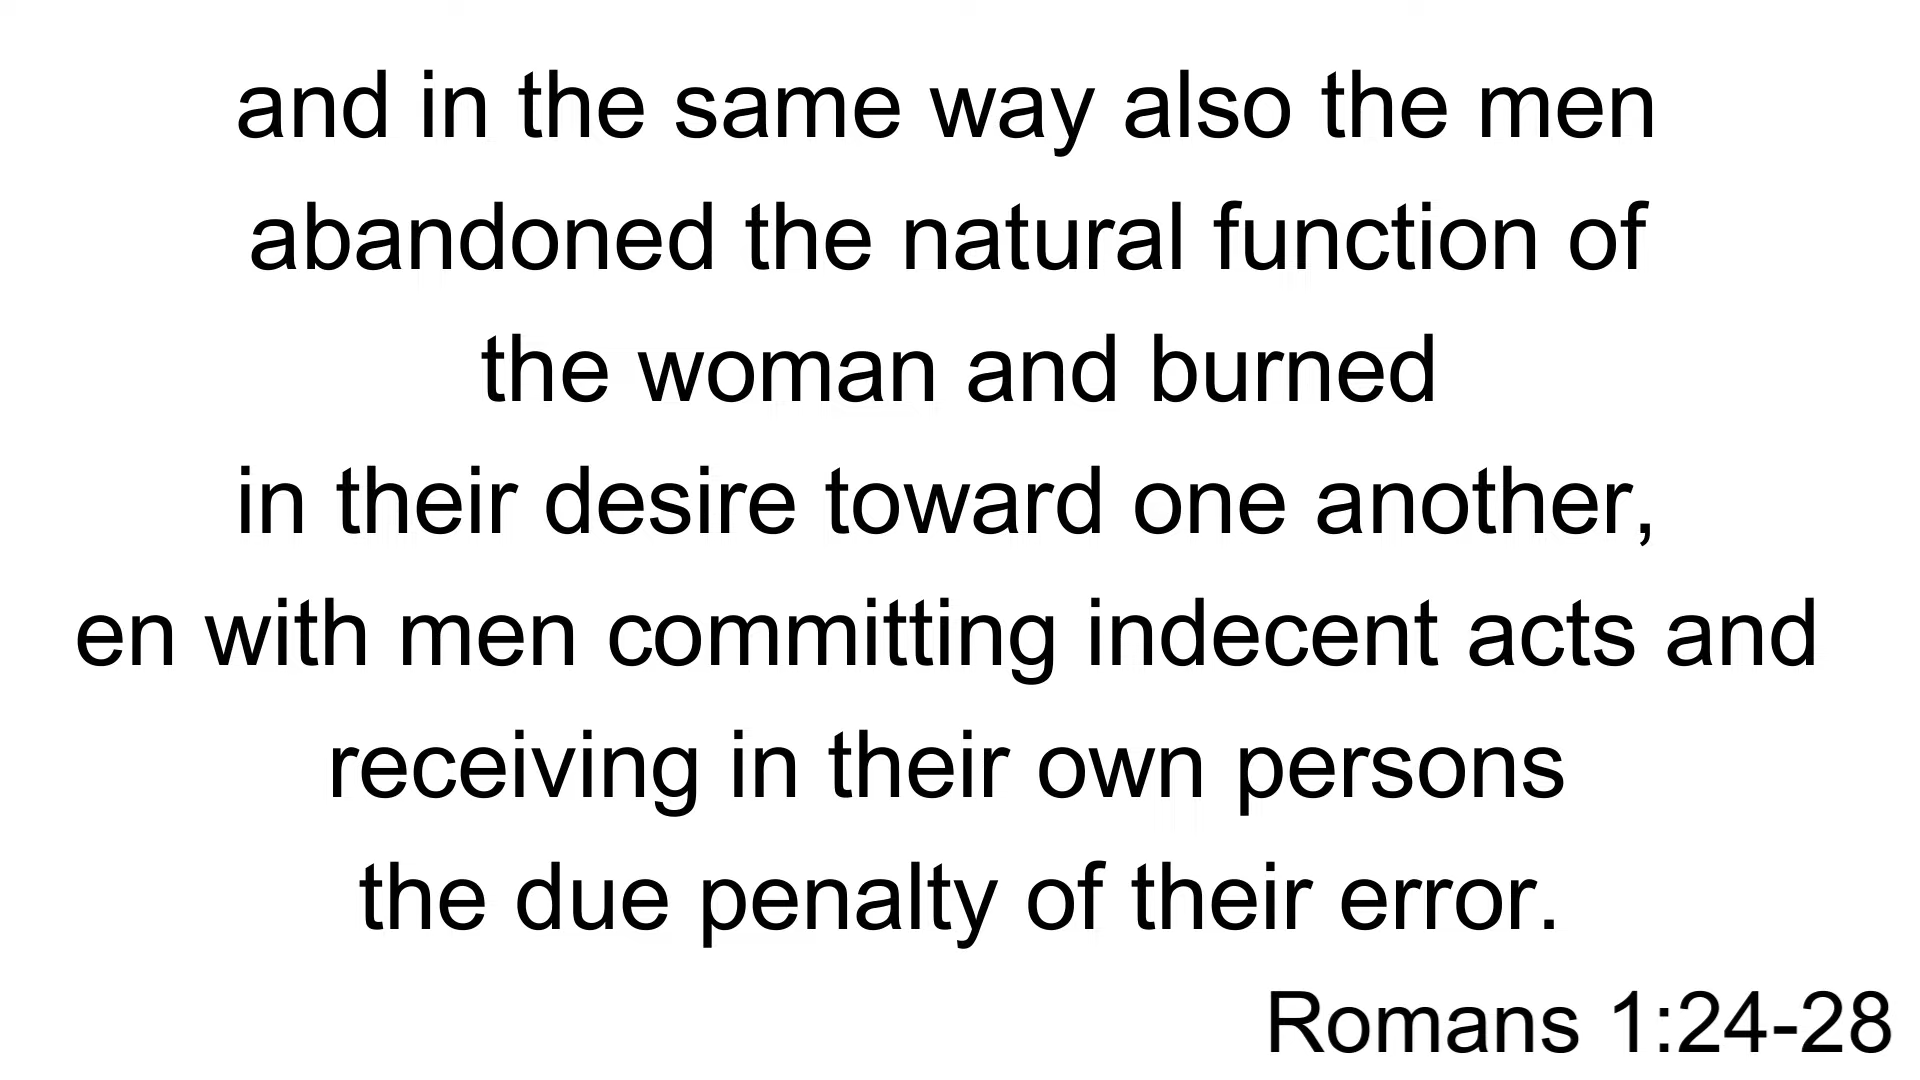 and in the same way also the men
abandoned the natural function of
the woman and burned
in their desire toward one another,
en with men committing indecent acts and
receiving in their own persons
the due penalty of their error.
Romans 1:24-28